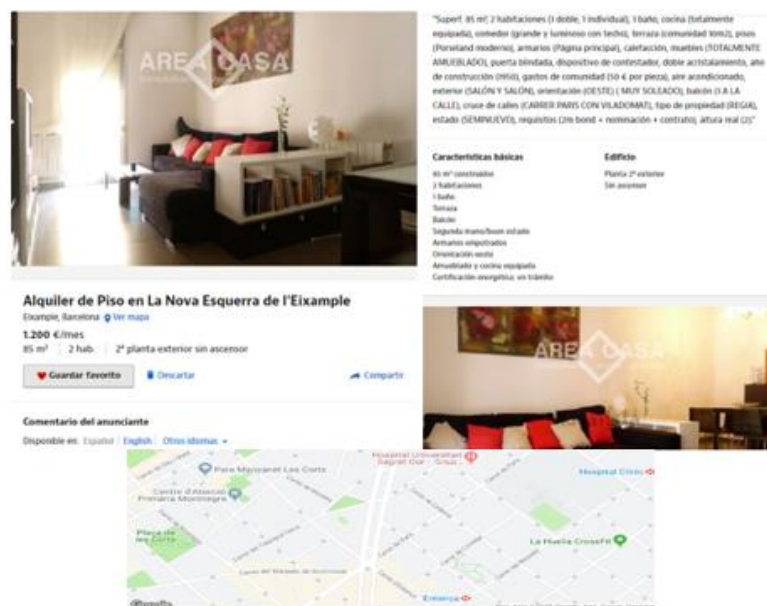 AREA CASA
Alquiler de Piso en La Nova Esquerra de l'Eixample
Eixample, Barcelona Ver mapa
1.200 €/mes
85 m² 2 hab. 2ª planta exterior sin ascensor
Guardar favorito Descartar Compartir
Comentario del anunciante
Disponible en: Español English Otros idiomas
"Superf. 85 m², 2 habitaciones (1 doble, 1 individual), 1 baño, cocina (totalmente
equipada), comedor (grande y luminoso con techo), terraza (comunidad 10m2), pisos
(Porseland moderno), armarios (Página principal), calefacción, muebles (TOTALMENTE
AMUEBLADO), puerta blindada, dispositivo de contestador, doble acristalamiento, año
de construcción (1950), gastos de comunidad (50 € por pieza), aire acondicionado,
exterior (SALÓN Y SALÓN), orientación (OESTE) ( MUY SOLEADO), balcón (1 A LA
CALLE), cruce de calles (CARRER PARIS CON VILADOMAT), tipo de propiedad (REGIA),
estado (SEMINUEVO), requisitos (2m bond + nominación + contrato), altura real (2)."
Características básicas
85 m² construidos
2 habitaciones
1 baño
Terraza
Balcón
Segunda mano/buen estado
Armarios empotrados
Orientación oeste
Amueblado y cocina equipada
Certificación energética: en trámite
Edificio
Planta 2ª exterior
Sin ascensor
AREA CASA
Hospital Universitari
Sagrat Cor - Grup...
Hospital Clínic
Parc Manzaret Les Corts
Centre d'Atenció
Primària Montnegre
Plaça de
les Corts
La Huella CrossFit
Entença
Google